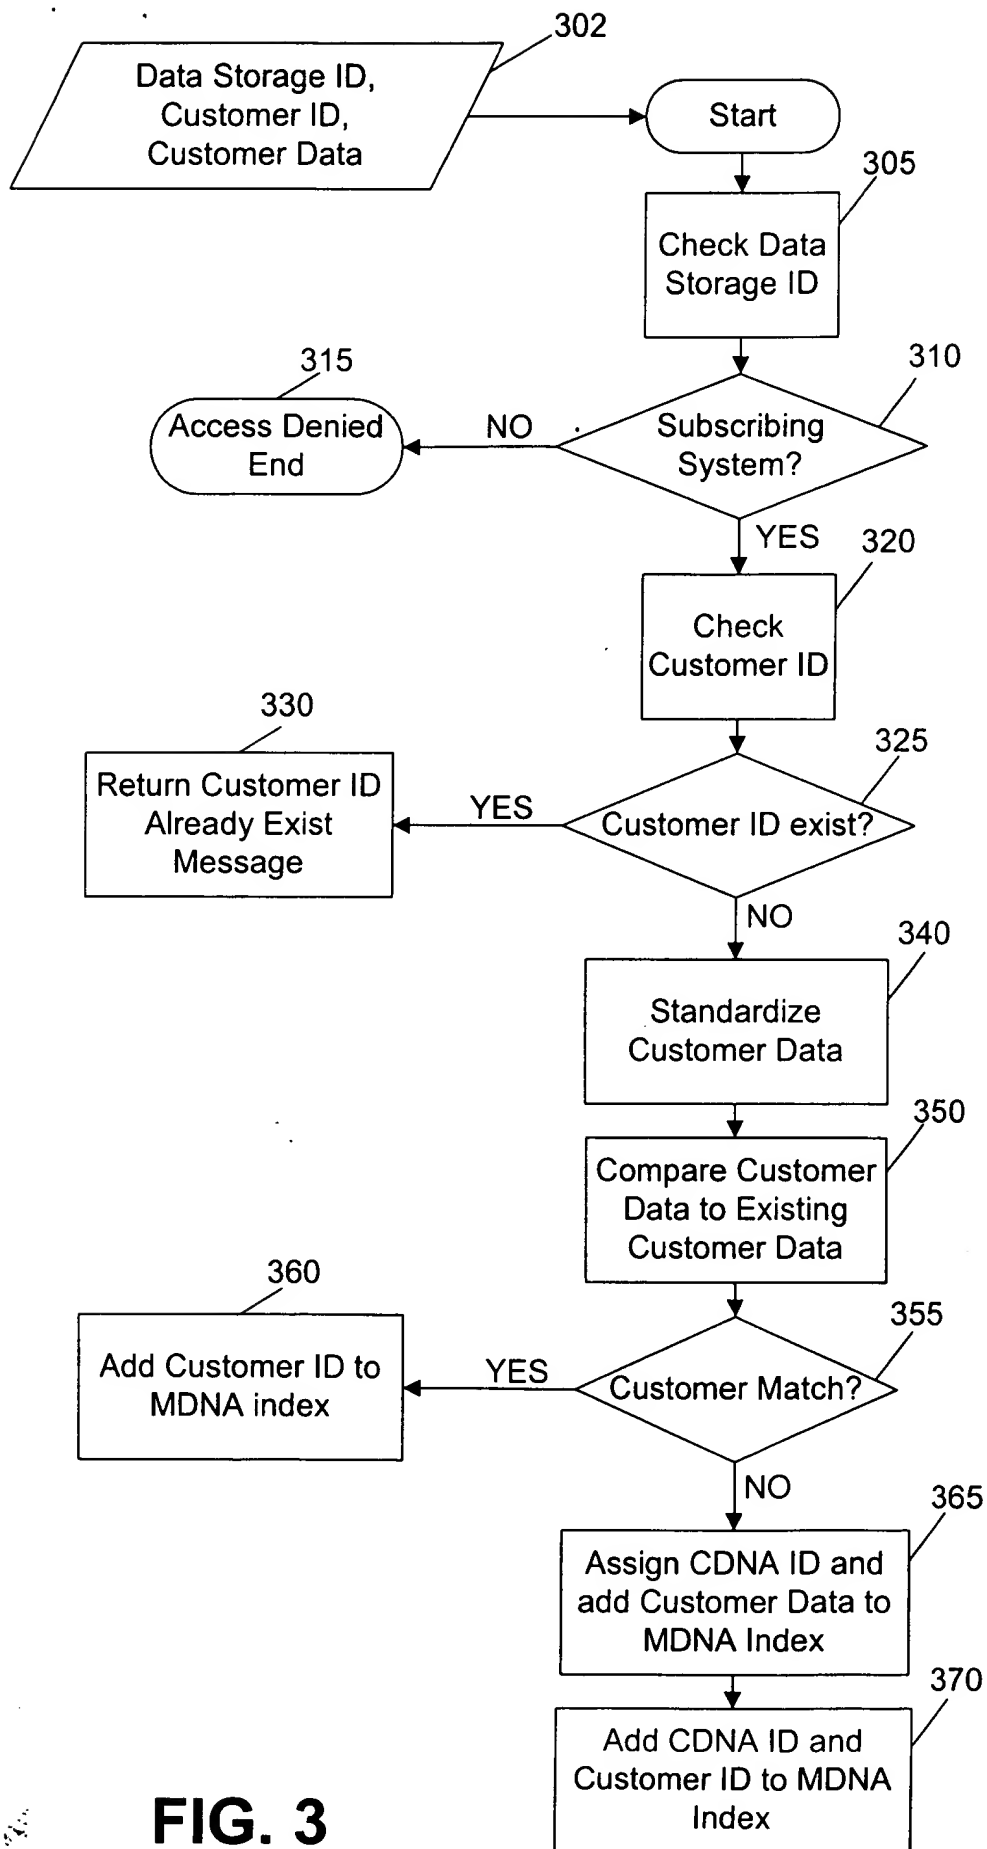 302
Data Storage ID,
Customer ID,
Customer Data
Start
305
Check Data
Storage ID
315
310
Access Denied
End
NO
Subscribing
System?
YES
320
Check
Customer ID
330
325
Return Customer ID
Already Exist
Message
YES
Customer ID exist?
NO
340
Standardize
Customer Data
350
Compare Customer
Data to Existing
Customer Data
360
355
Add Customer ID to
MDNA index
YES
Customer Match?
NO
365
Assign CDNA ID and
add Customer Data to
MDNA Index
370
Add CDNA ID and
Customer ID to MDNA
Index
FIG. 3